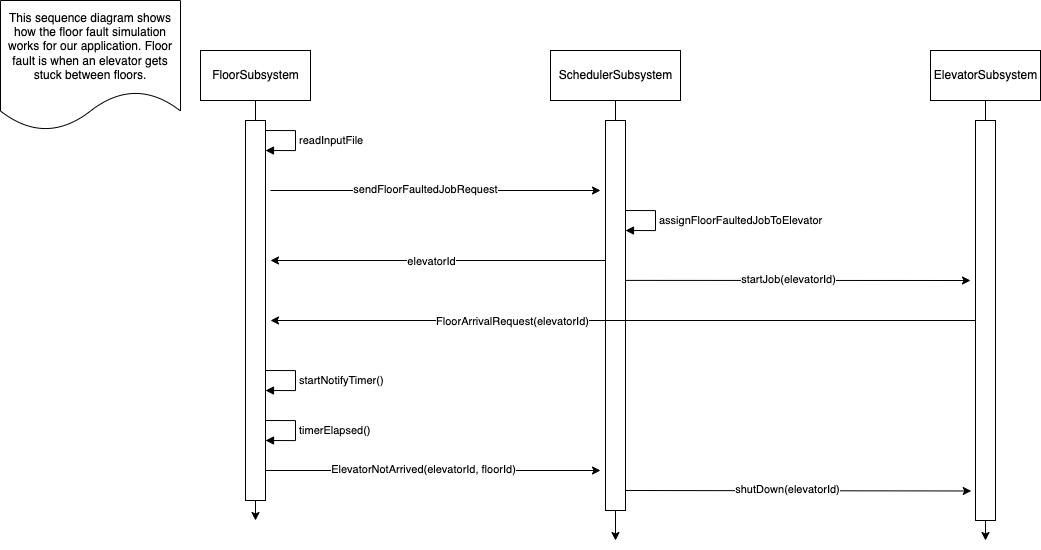 This sequence diagram shows
how the floor fault simulation
works for our application. Floor
fault is when an elevator gets
stuck between floors.
FloorSubsystem
SchedulerSubsystem
ElevatorSubsystem
readInputFile
sendFloorFaultedJobRequest
assignFloorFaultedJobToElevator
elevatorId
startJob(elevatorId)
FloorArrivalRequest(elevatorId)
startNotifyTimer()
timerElapsed()
ElevatorNotArrived(elevatorId, floorId)
shutDown(elevatorId)